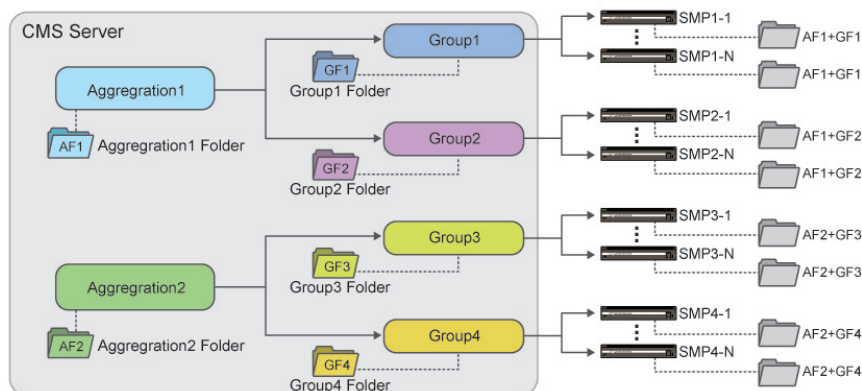 CMS Server
Aggregration1
AF1
Aggregration1 Folder
Group1
GF1
Group1 Folder
Group2
GF2
Group2 Folder
Aggregration2
AF2
Aggregration2 Folder
Group3
GF3
Group3 Folder
Group4
GF4
Group4 Folder
SMP1-1
AF1+GF1
SMP1-N
AF1+GF1
SMP2-1
AF1+GF2
SMP2-N
AF1+GF2
SMP3-1
AF2+GF3
SMP3-N
AF2+GF3
SMP4-1
AF2+GF4
SMP4-N
AF2+GF4